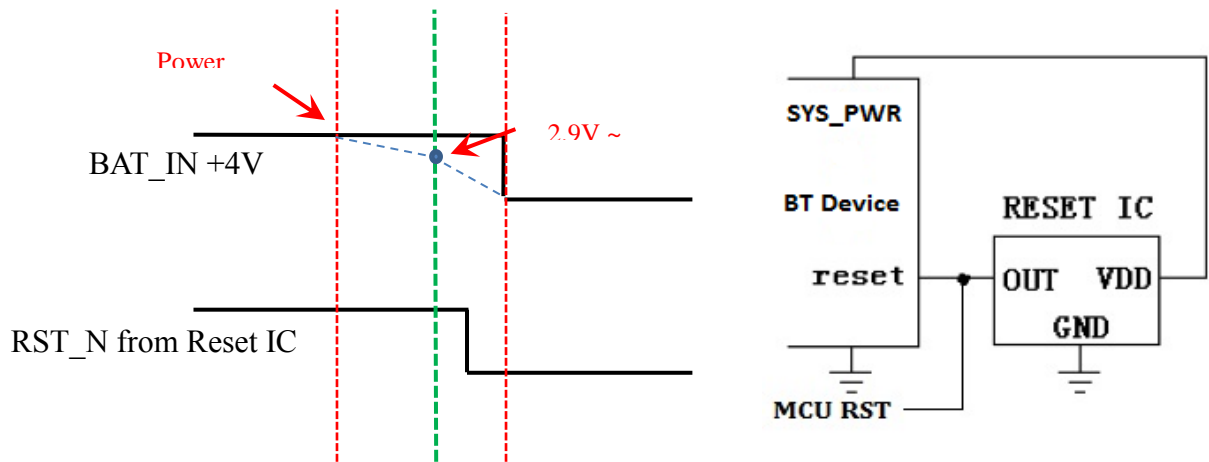 Power
2.9V ~
BAT_IN +4V
RST_N from Reset IC
SYS_PWR
BT Device
reset
RESET IC
OUT VDD
GND
MCU RST